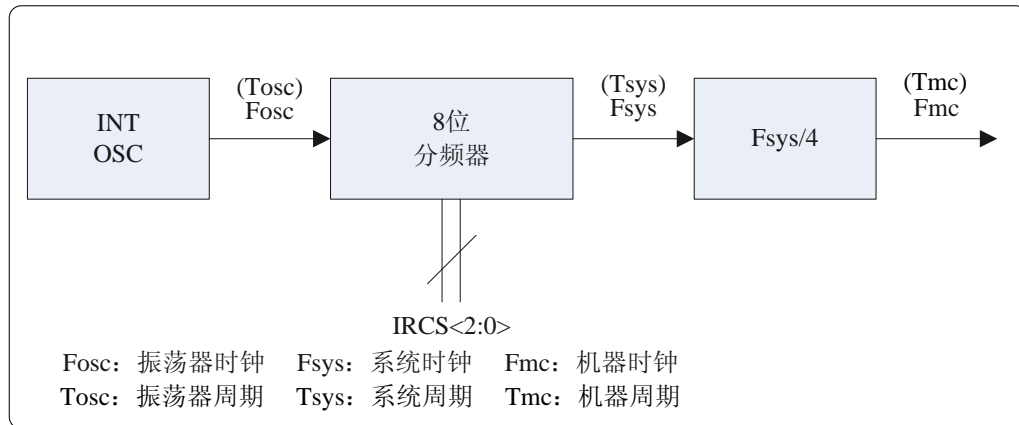 INT
OSC
(Tosc)
Fosc
8位
分频器
(Tsys)
Fsys
Fsys/4
(Tmc)
Fmc
IRCS<2:0>
Fosc：振荡器时钟 Fsys：系统时钟 Fmc：机器时钟
Tosc：振荡器周期 Tsys：系统周期 Tmc：机器周期